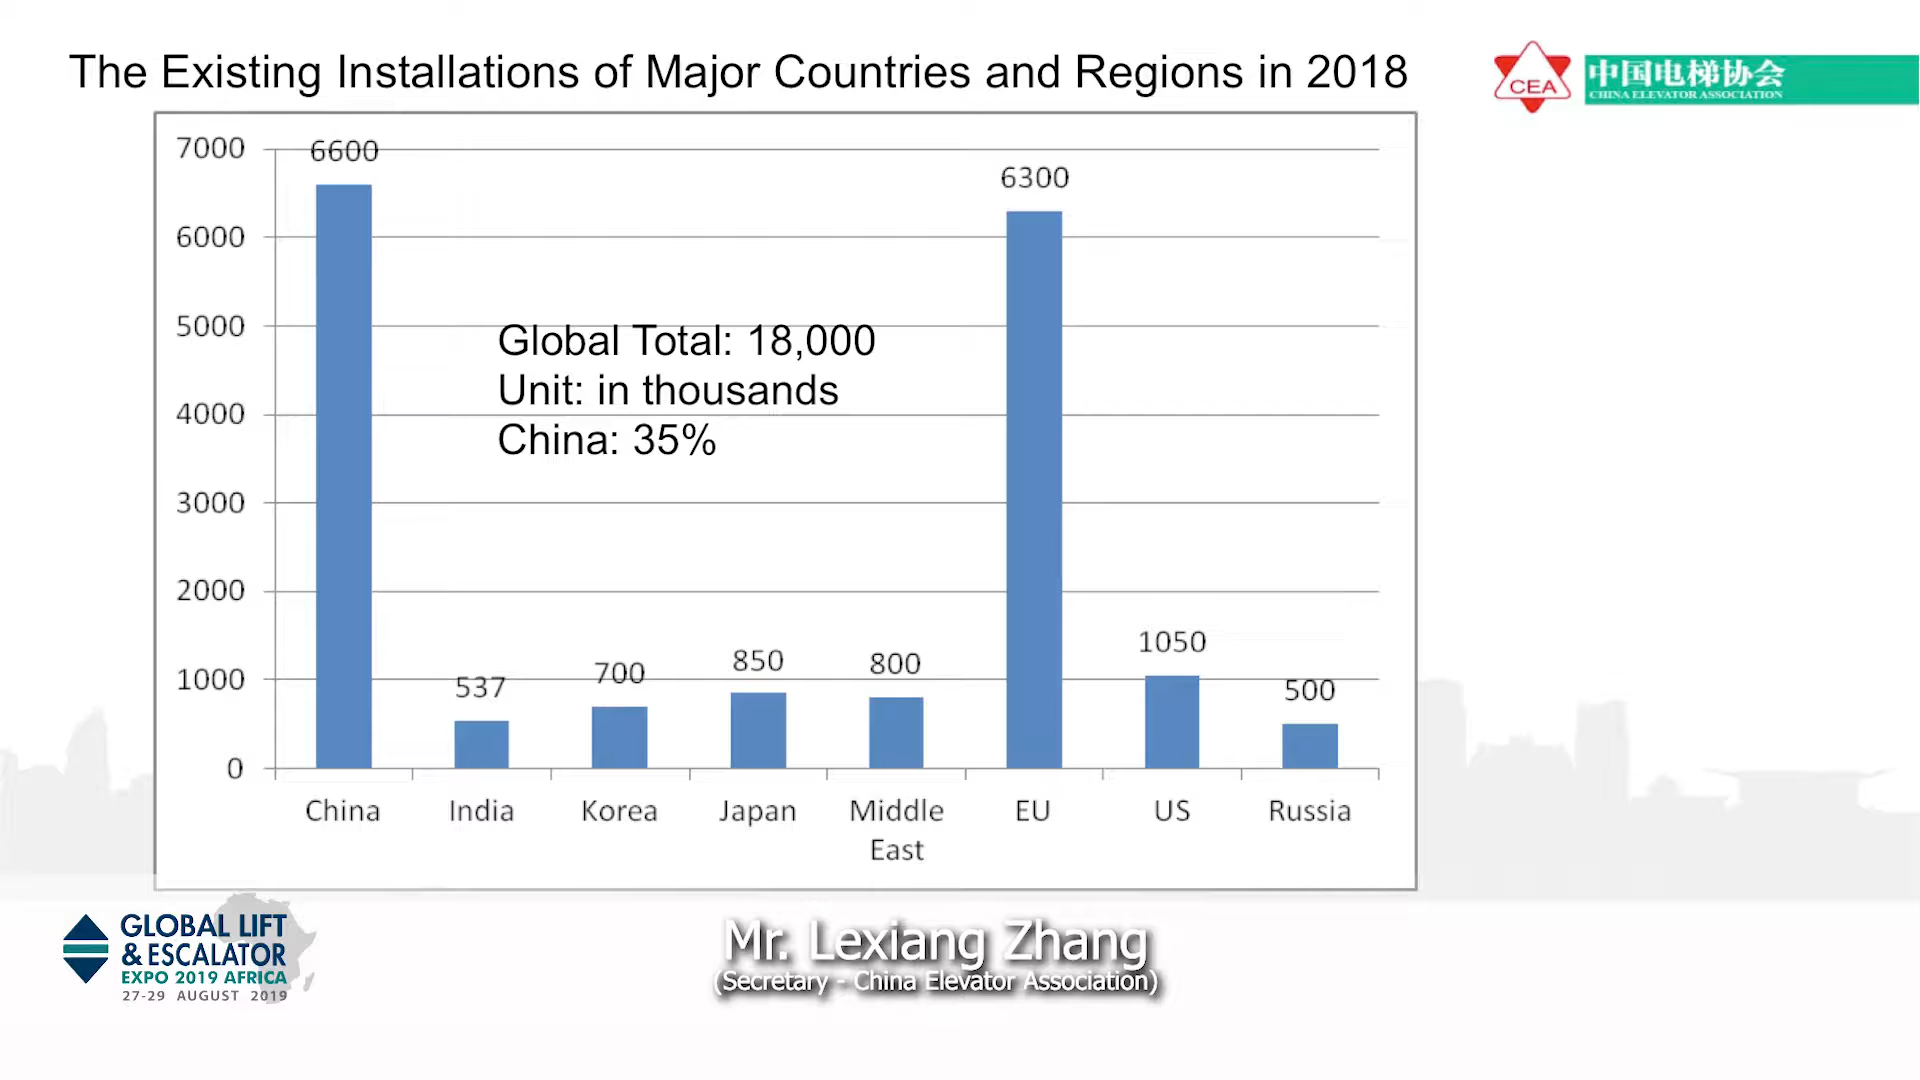 The Existing Installations of Major Countries and Regions in 2018
CEA
中国电梯协会
CHINA ELEVATOR ASSOCIATION
7000
6000
5000
4000
3000
2000
1000
0
6600
537
700
850
800
6300
1050
500
Global Total: 18,000
Unit: in thousands
China: 35%
China
India
Korea
Japan
Middle
East
EU
US
Russia
GLOBAL LIFT
& ESCALATOR
EXPO 2019 AFRICA
27-29 AUGUST 2019
Mr. Lexiang Zhang
(Secretary - China Elevator Association)